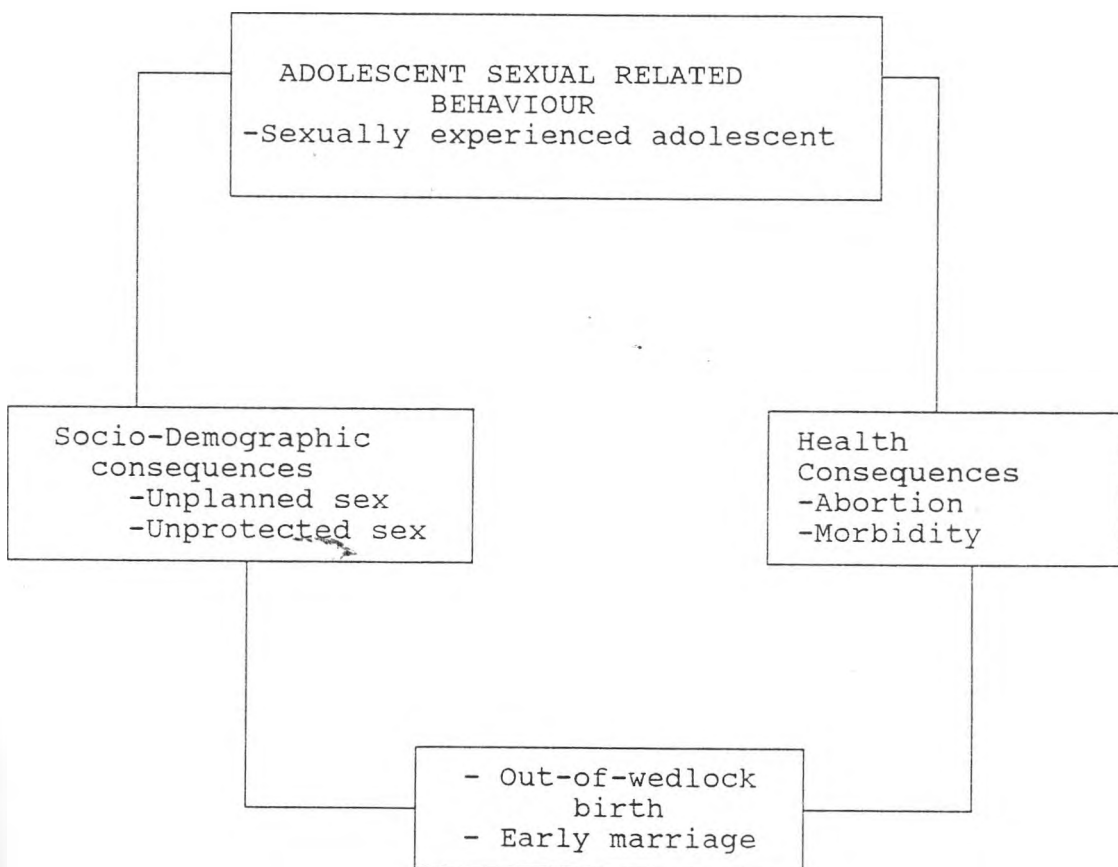 ADOLESCENT SEXUAL RELATED
BEHAVIOUR
-Sexually experienced adolescent
Socio-Demographic
consequences
-Unplanned sex
-Unprotected sex
Health
Consequences
-Abortion
-Morbidity
- Out-of-wedlock
birth
- Early marriage